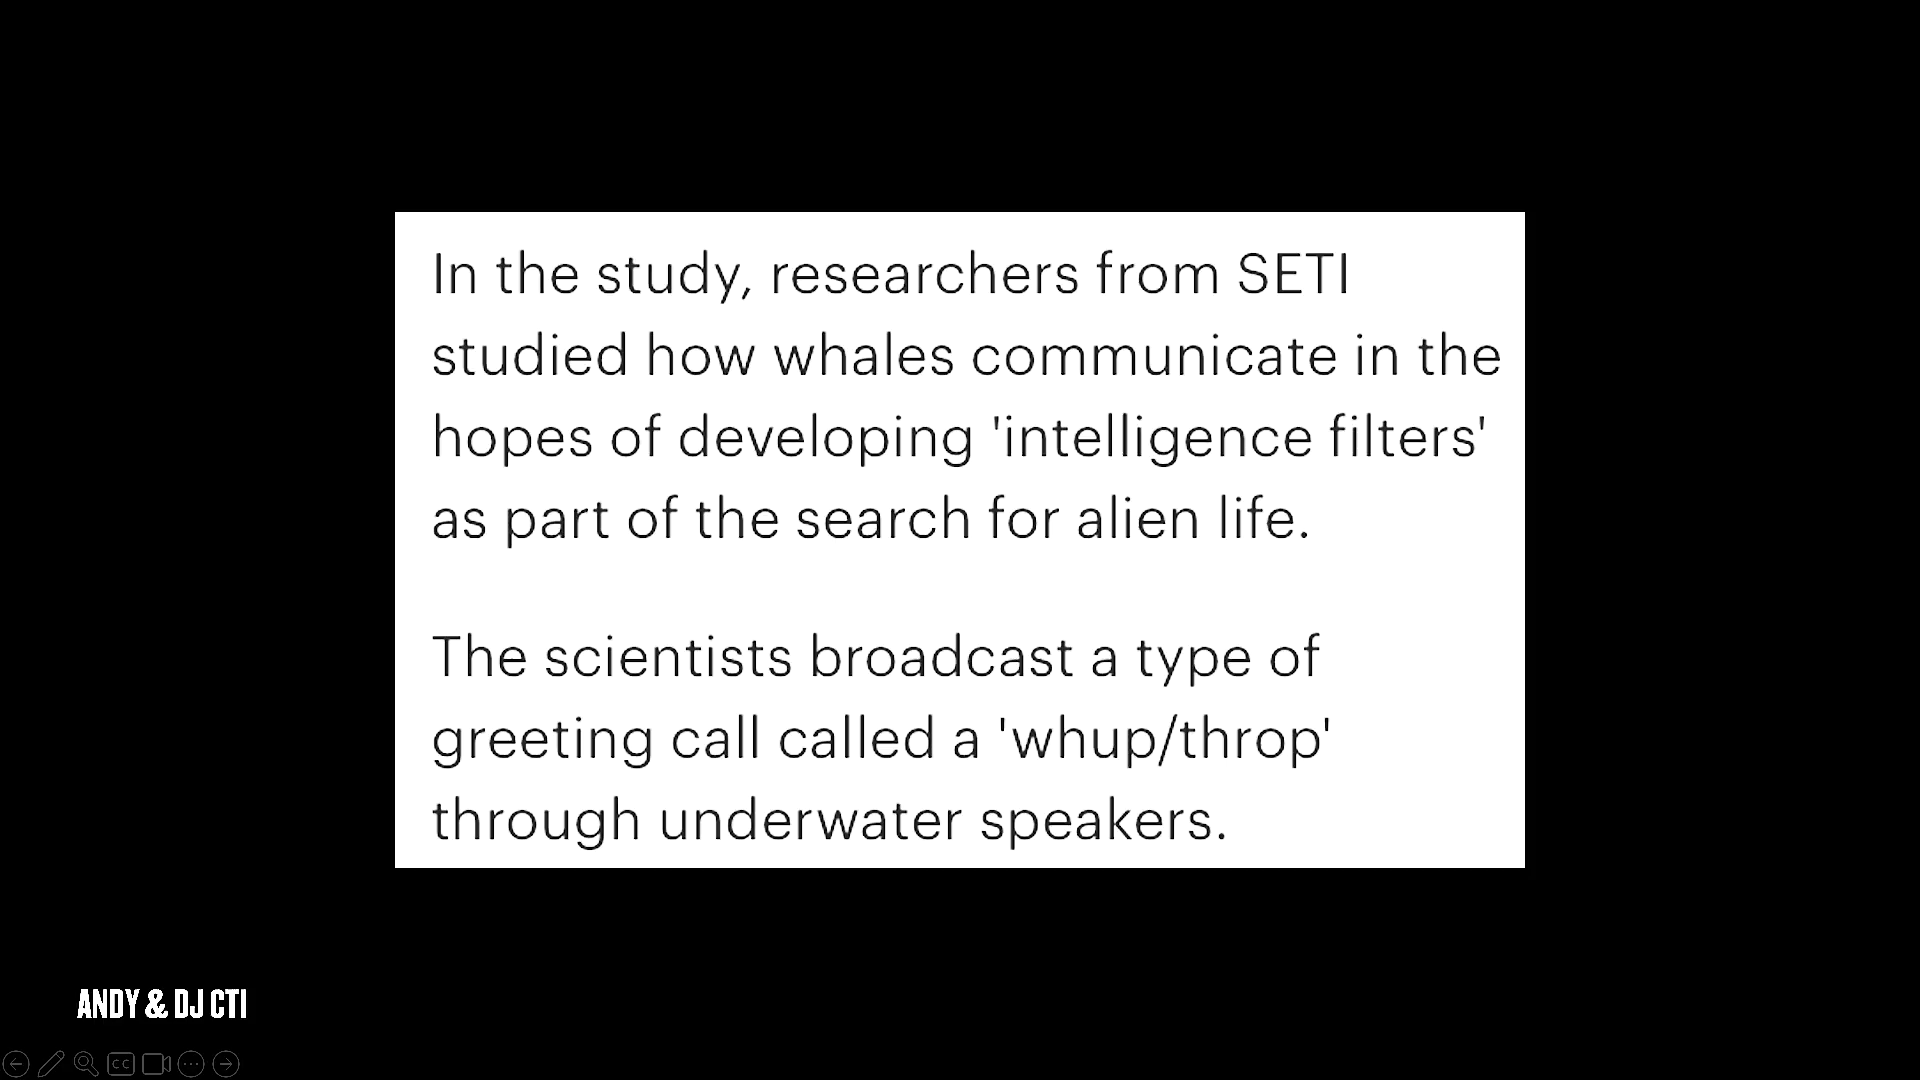 In the study, researchers from SETI
studied how whales communicate in the
hopes of developing 'intelligence filters'
as part of the search for alien life.
The scientists broadcast a type of
greeting call called a 'whup/throp'
through underwater speakers.
ANDY & DJ CTI
CC